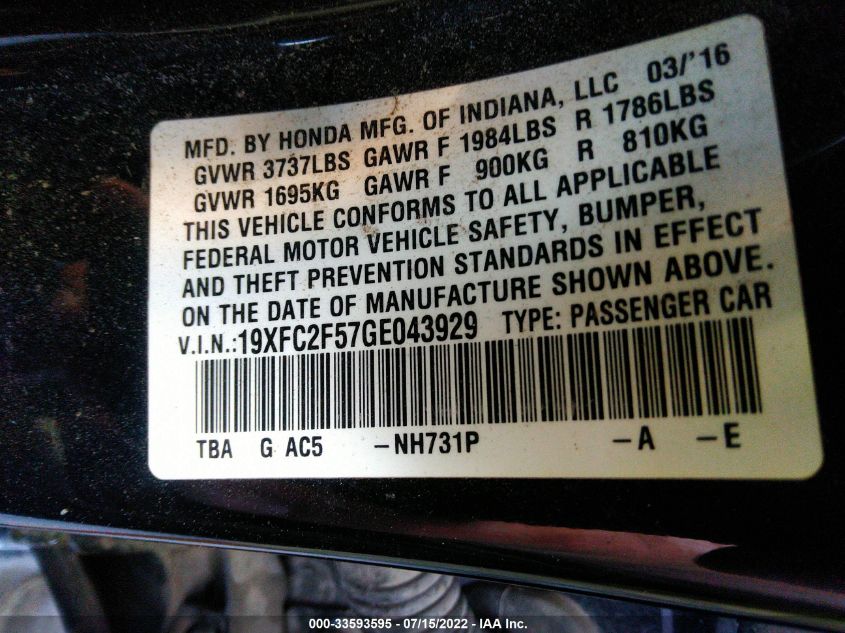 MFD. BY HONDA MFG. OF INDIANA, LLC 03/'16
GVWR 3737LBS GAWR F 1984LBS R 1786LBS
GVWR 1695KG GAWR F 900KG R 810KG
THIS VEHICLE CONFORMS TO ALL APPLICABLE
FEDERAL MOTOR VEHICLE SAFETY, BUMPER,
AND THEFT PREVENTION STANDARDS IN EFFECT
ON THE DATE OF MANUFACTURE SHOWN ABOVE.
V.I.N.:19XFC2F57GE043929 TYPE: PASSENGER CAR
TBA G AC5 –NH731P –A –E
000-33593595 - 07/15/2022 - IAA Inc.